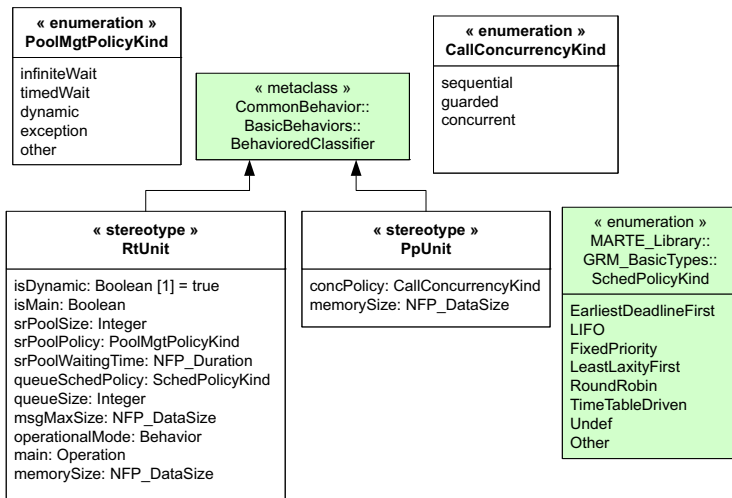 « enumeration »
PoolMgtPolicyKind
infiniteWait
timedWait
dynamic
exception
other
« metaclass »
CommonBehavior::
BasicBehaviors::
BehavioredClassifier
« enumeration »
CallConcurrencyKind
sequential
guarded
concurrent
« stereotype »
RtUnit
isDynamic: Boolean [1] = true
isMain: Boolean
srPoolSize: Integer
srPoolPolicy: PoolMgtPolicyKind
srPoolWaitingTime: NFP_Duration
queueSchedPolicy: SchedPolicyKind
queueSize: Integer
msgMaxSize: NFP_DataSize
operationalMode: Behavior
main: Operation
memorySize: NFP_DataSize
« stereotype »
PpUnit
concPolicy: CallConcurrencyKind
memorySize: NFP_DataSize
« enumeration »
MARTE_Library::
GRM_BasicTypes::
SchedPolicyKind
EarliestDeadlineFirst
LIFO
FixedPriority
LeastLaxityFirst
RoundRobin
TimeTableDriven
Undef
Other